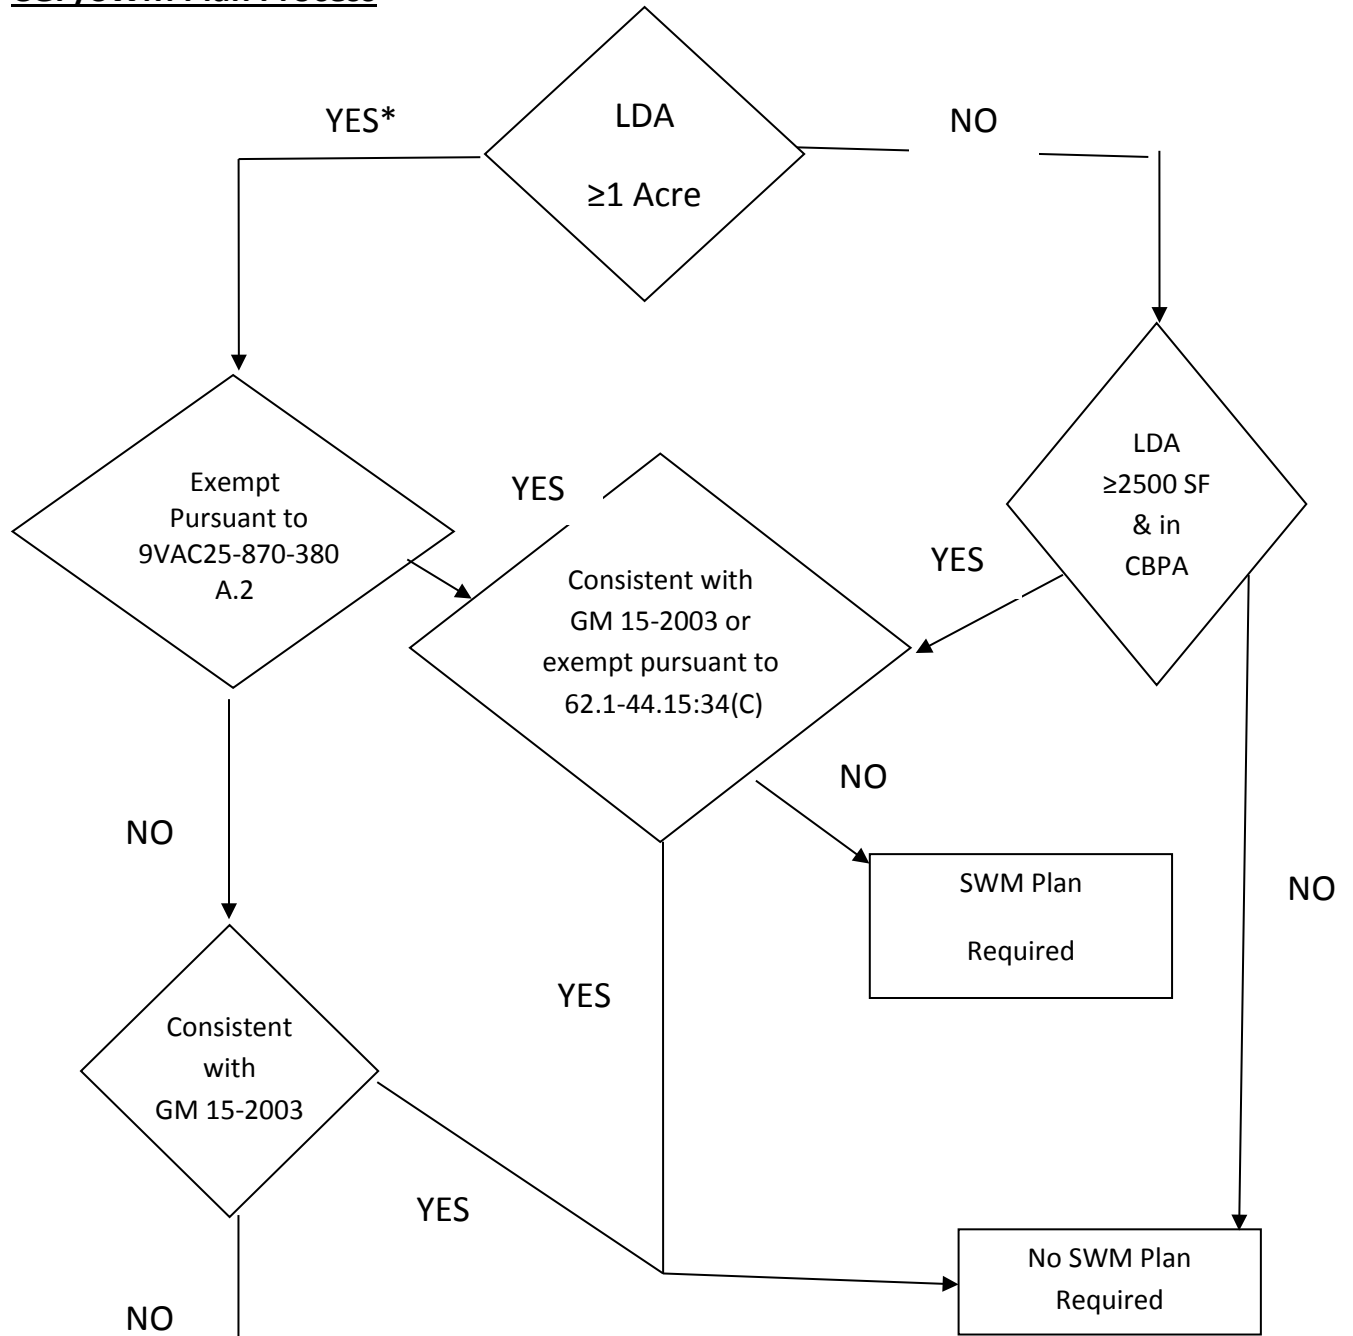 Plan Process
YES*
LDA
≥1 Acre
NO
Exempt
Pursuant to
9VAC25-870-380
A.2
YES
Consistent with
GM 15-2003 or
exempt pursuant to
62.1-44.15:34(C)
YES
LDA
≥2500 SF
& in
CBPA
NO
NO
SWM Plan
Required
NO
Consistent
with
GM 15-2003
YES
YES
No SWM Plan
Required
NO